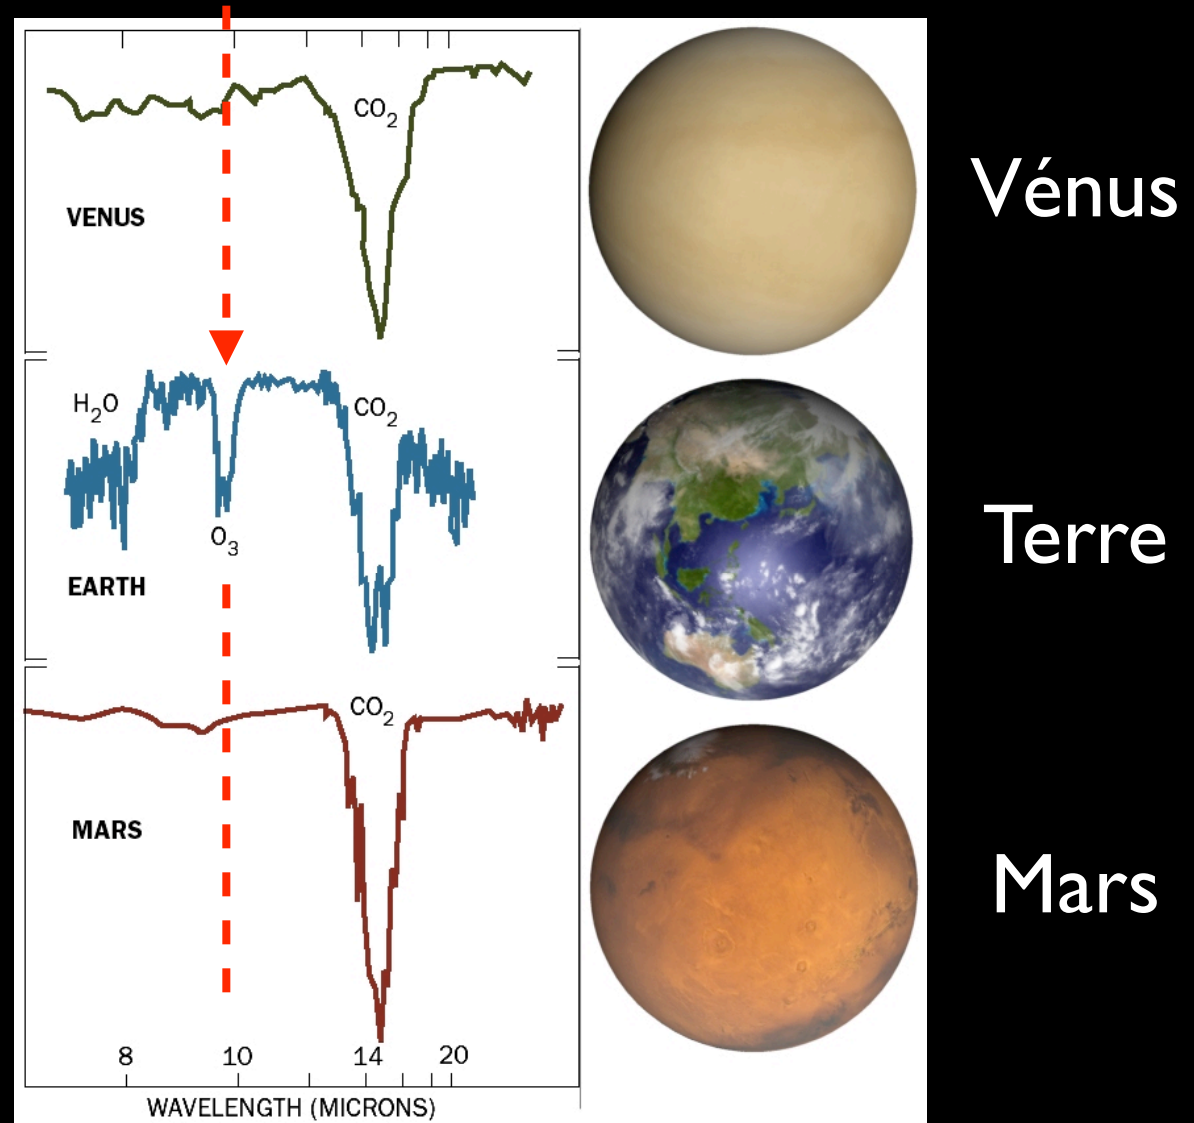 CO2
VENUS
Vénus
H2O
CO2
O3
EARTH
Terre
CO2
MARS
Mars
8 10 14 20
WAVELENGTH (MICRONS)